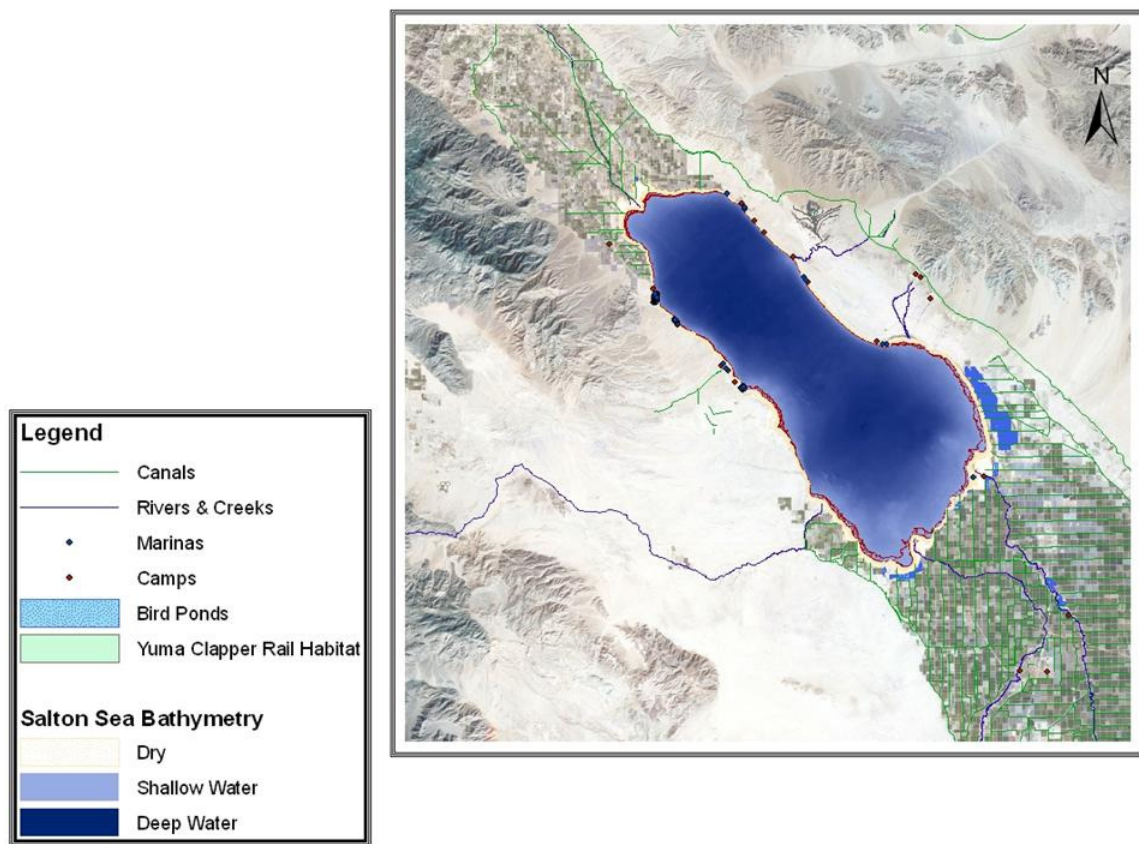 N
Legend
Canals
Rivers & Creeks
Marinas
Camps
Bird Ponds
Yuma Clapper Rail Habitat
Salton Sea Bathymetry
Dry
Shallow Water
Deep Water